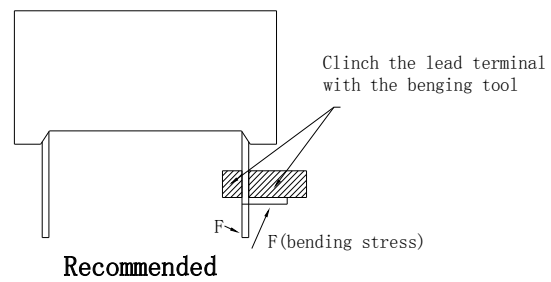 Clinch the lead terminal
with the benging tool
F
F(bending stress)
Recommended